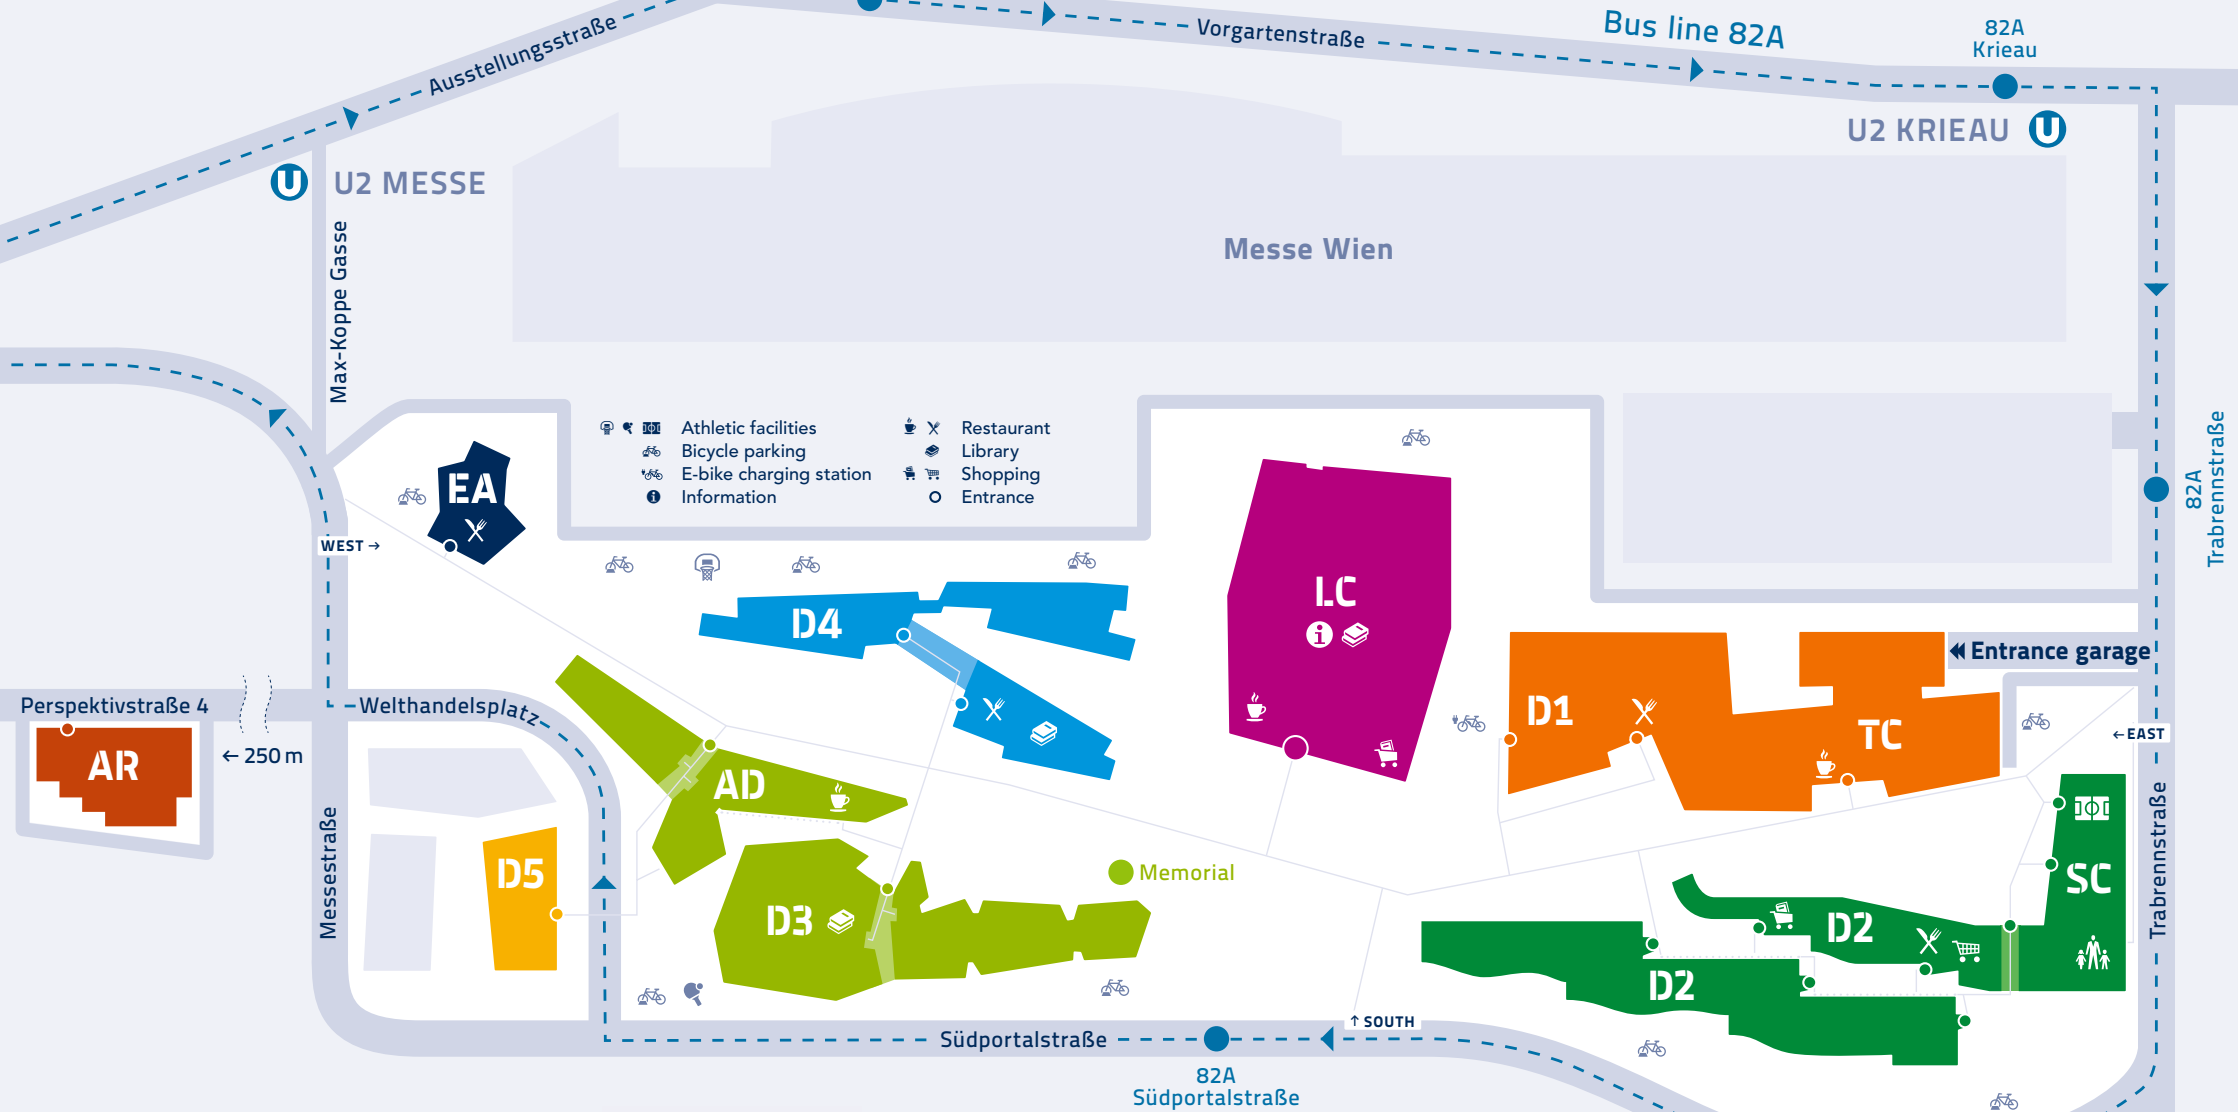 Bus line 82A
82A
Krieau
Vorgartenstraße
Ausstellungsstraße
U2 KRIEAU
U
U
U2 MESSE
Max-Koppe Gasse
Messe Wien
Athletic facilities
Bicycle parking
E-bike charging station
Information
Restaurant
Library
Shopping
Entrance
82A
Trabrennstraße
EA
WEST →
LC
i
D4
Entrance garage
D1
TC
← EAST
Perspektivstraße 4
Welthandelsplatz
← 250 m
AR
AD
D5
Memorial
D3
SC
D2
D2
Messestraße
Trabrennstraße
↑ SOUTH
Südportalstraße
82A
Südportalstraße